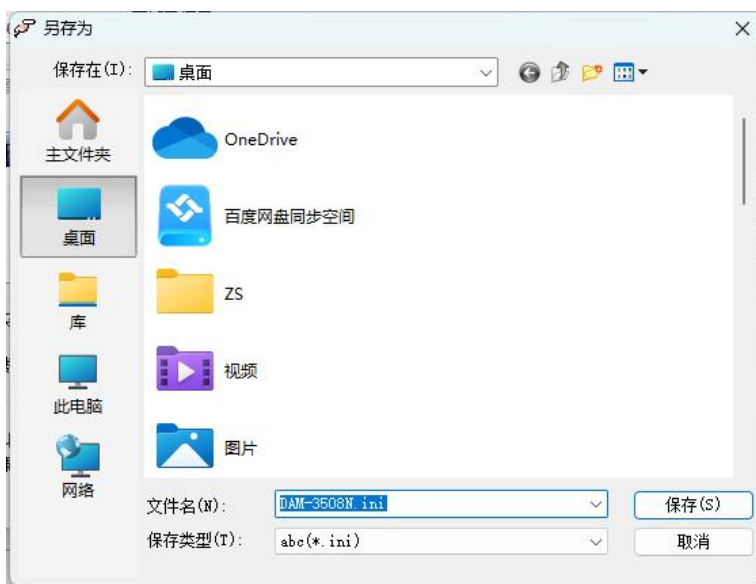 另存为
保存在(I):
桌面
主文件夹
桌面
库
此电脑
网络
OneDrive
百度网盘同步空间
ZS
视频
图片
文件名(N):
DAM-3508N.ini
保存(S)
保存类型(T):
abc(*.ini)
取消